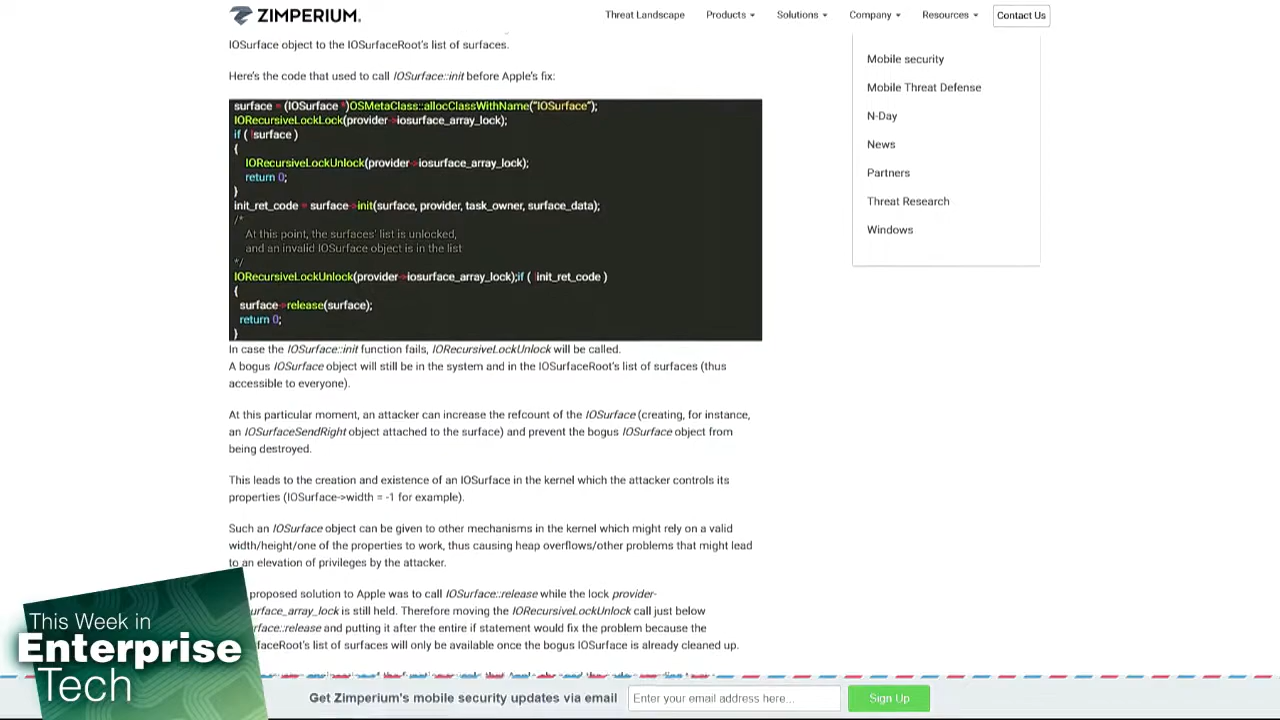 ZIMPERIUM.
Threat Landscape
Products
Solutions
Company
Resources
Contact Us
IOSurface object to the IOSurfaceRoot's list of surfaces.
Here's the code that used to call IOSurface::init before Apple's fix:
surface = (IOSurface *)OSMetaClass::allocClassWithName("IOSurface");
IORecursiveLockLock(provider->iosurface_array_lock);
if ( !surface )
{
IORecursiveLockUnlock(provider->iosurface_array_lock);
return 0;
}
init_ret_code = surface->init(surface, provider, task_owner, surface_data);
/*
At this point, the surfaces' list is unlocked,
and an invalid IOSurface object is in the list
*/
IORecursiveLockUnlock(provider->iosurface_array_lock);if ( !init_ret_code )
{
surface->release(surface);
return 0;
}
In case the IOSurface::init function fails, IORecursiveLockUnlock will be called.
A bogus IOSurface object will still be in the system and in the IOSurfaceRoot's list of surfaces (thus
accessible to everyone).
At this particular moment, an attacker can increase the refcount of the IOSurface (creating, for instance,
an IOSurfaceSendRight object attached to the surface) and prevent the bogus IOSurface object from
being destroyed.
This leads to the creation and existence of an IOSurface in the kernel which the attacker controls its
properties (IOSurface->width = -1 for example).
Such an IOSurface object can be given to other mechanisms in the kernel which might rely on a valid
width/height/one of the properties to work, thus causing heap overflows/other problems that might lead
to an elevation of privileges by the attacker.
proposed solution to Apple was to call IOSurface::release while the lock provider-
surface_array_lock is still held. Therefore moving the IORecursiveLockUnlock call just below
rface::release and putting it after the entire if statement would fix the problem because the
faceRoot's list of surfaces will only be available once the bogus IOSurface is already cleaned up.
Mobile security
Mobile Threat Defense
N-Day
News
Partners
Threat Research
Windows
This Week in
Enterprise
Tech
Get Zimperium's mobile security updates via email
Enter your email address here...
Sign Up